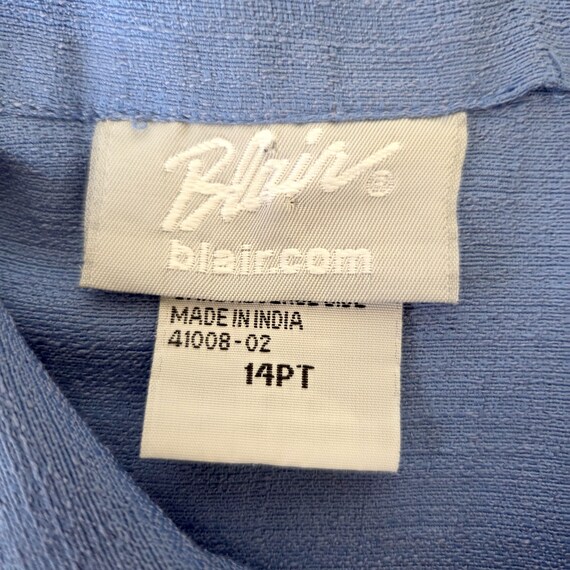 Blair®
blair.com
MADE IN INDIA
41008-02
14PT